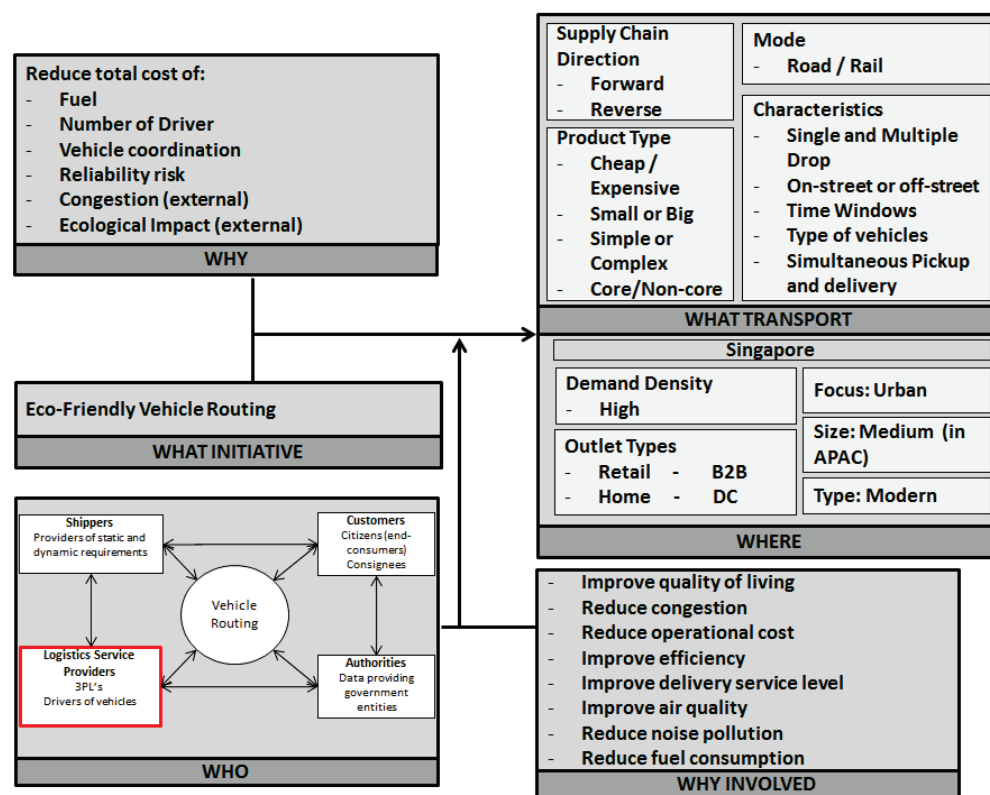 Reduce total cost of:
- Fuel
- Number of Driver
- Vehicle coordination
- Reliability risk
- Congestion (external)
- Ecological Impact (external)
WHY
Eco-Friendly Vehicle Routing
WHAT INITIATIVE
Shippers
Providers of static and
dynamic requirements
Customers
Citizens (end-
consumers)
Consignees
Vehicle
Routing
Logistics Service
Providers
3PL's
Drivers of vehicles
Authorities
Data providing
government
entities
WHO
Supply Chain
Direction
- Forward
- Reverse
Product Type
- Cheap /
Expensive
- Small or Big
- Simple or
Complex
- Core/Non-core
Mode
- Road / Rail
Characteristics
- Single and Multiple
Drop
- On-street or off-street
- Time Windows
- Type of vehicles
- Simultaneous Pickup
and delivery
WHAT TRANSPORT
Singapore
Demand Density
- High
Outlet Types
- Retail - B2B
- Home - DC
Focus: Urban
Size: Medium (in
APAC)
Type: Modern
WHERE
- Improve quality of living
- Reduce congestion
- Reduce operational cost
- Improve efficiency
- Improve delivery service level
- Improve air quality
- Reduce noise pollution
- Reduce fuel consumption
WHY INVOLVED